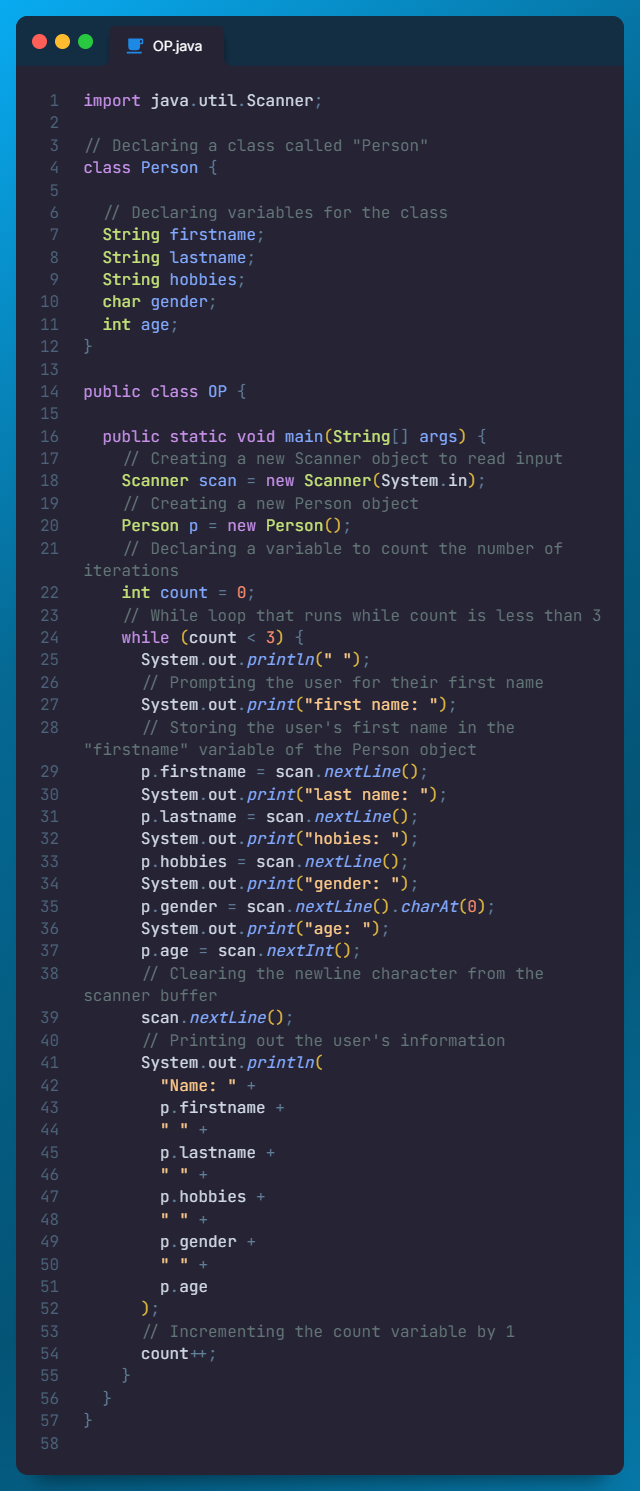 OP.java
1 import java.util.Scanner;
2
3 // Declaring a class called "Person"
4 class Person {
5
6   // Declaring variables for the class
7   String firstname;
8   String lastname;
9   String hobbies;
10   char gender;
11   int age;
12 }
13
14 public class OP {
15
16   public static void main(String[] args) {
17     // Creating a new Scanner object to read input
18     Scanner scan = new Scanner(System.in);
19     // Creating a new Person object
20     Person p = new Person();
21     // Declaring a variable to count the number of
iterations
22     int count = 0;
23     // While loop that runs while count is less than 3
24     while (count < 3) {
25       System.out.println(" ");
26       // Prompting the user for their first name
27       System.out.print("first name: ");
28       // Storing the user's first name in the
"firstname" variable of the Person object
29       p.firstname = scan.nextLine();
30       System.out.print("last name: ");
31       p.lastname = scan.nextLine();
32       System.out.print("hobies: ");
33       p.hobbies = scan.nextLine();
34       System.out.print("gender: ");
35       p.gender = scan.nextLine().charAt(0);
36       System.out.print("age: ");
37       p.age = scan.nextInt();
38       // Clearing the newline character from the
scanner buffer
39       scan.nextLine();
40       // Printing out the user's information
41       System.out.println(
42         "Name: " +
43         p.firstname +
44         " " +
45         p.lastname +
46         " " +
47         p.hobbies +
48         " " +
49         p.gender +
50         " " +
51         p.age
52       );
53       // Incrementing the count variable by 1
54       count++;
55     }
56   }
57 }
58